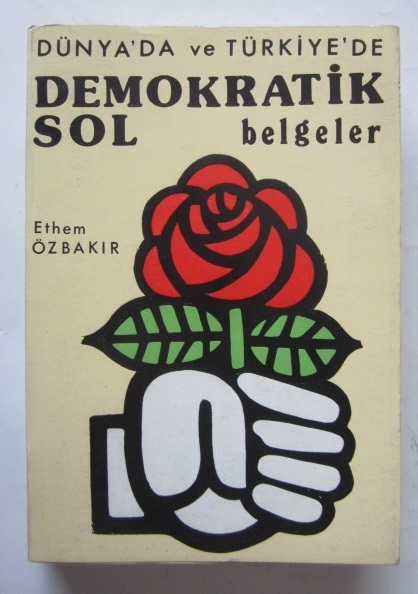 DÜNYA'DA ve TÜRKİYE'DE
DEMOKRATİK
SOL belgeler
Ethem
ÖZBAKIR